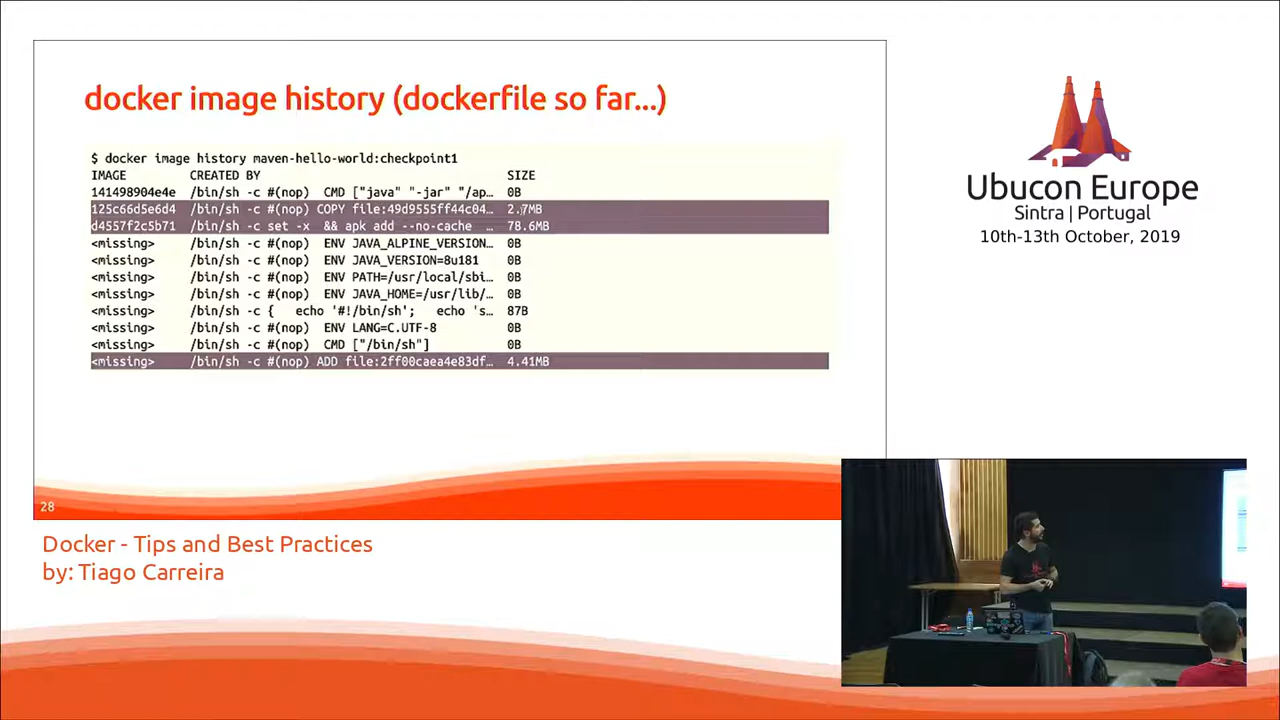 docker image history (dockerfile so far...)
$ docker image history maven-hello-world:checkpoint1
IMAGE CREATED BY SIZE
141498904e4e /bin/sh -c #(nop) CMD ["java" "-jar" "/ap… 0B
125c66d5e6d4 /bin/sh -c #(nop) COPY file:49d9555ff44c04… 2.7MB
d4557f2c5b71 /bin/sh -c set -x && apk add --no-cache … 78.6MB
<missing> /bin/sh -c #(nop) ENV JAVA_ALPINE_VERSION… 0B
<missing> /bin/sh -c #(nop) ENV JAVA_VERSION=8u181 0B
<missing> /bin/sh -c #(nop) ENV PATH=/usr/local/sbi… 0B
<missing> /bin/sh -c #(nop) ENV JAVA_HOME=/usr/lib/… 0B
<missing> /bin/sh -c { echo '#!/bin/sh'; echo 's… 87B
<missing> /bin/sh -c #(nop) ENV LANG=C.UTF-8 0B
<missing> /bin/sh -c #(nop) CMD ["/bin/sh"] 0B
<missing> /bin/sh -c #(nop) ADD file:2ff00caea4e83df… 4.41MB
28
Docker - Tips and Best Practices
by: Tiago Carreira
Ubucon Europe
Sintra | Portugal
10th-13th October, 2019